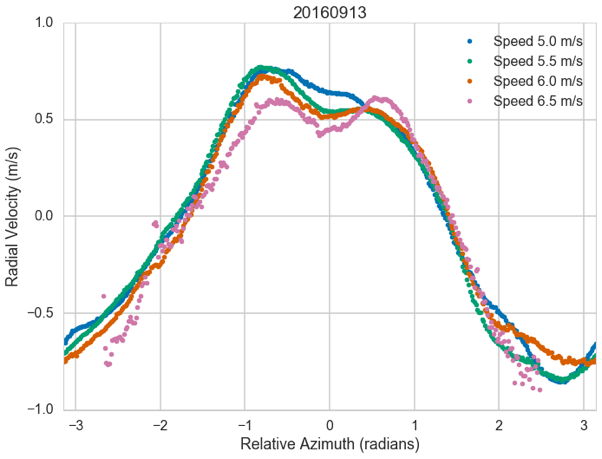 20160913
Speed 5.0 m/s
Speed 5.5 m/s
Speed 6.0 m/s
Speed 6.5 m/s
Radial Velocity (m/s)
1.0
0.5
0.0
−0.5
−1.0
−3 −2 −1 0 1 2 3
Relative Azimuth (radians)